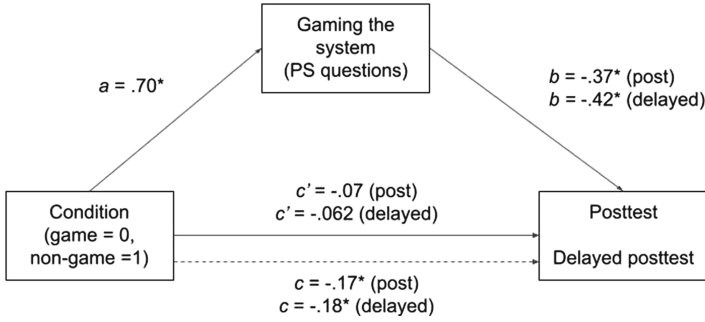 Gaming the
system
(PS questions)
a = .70*
b = -.37* (post)
b = -.42* (delayed)
Condition
(game = 0,
non-game =1)
c' = -.07 (post)
c' = -.062 (delayed)
c = -.17* (post)
c = -.18* (delayed)
Posttest
Delayed posttest